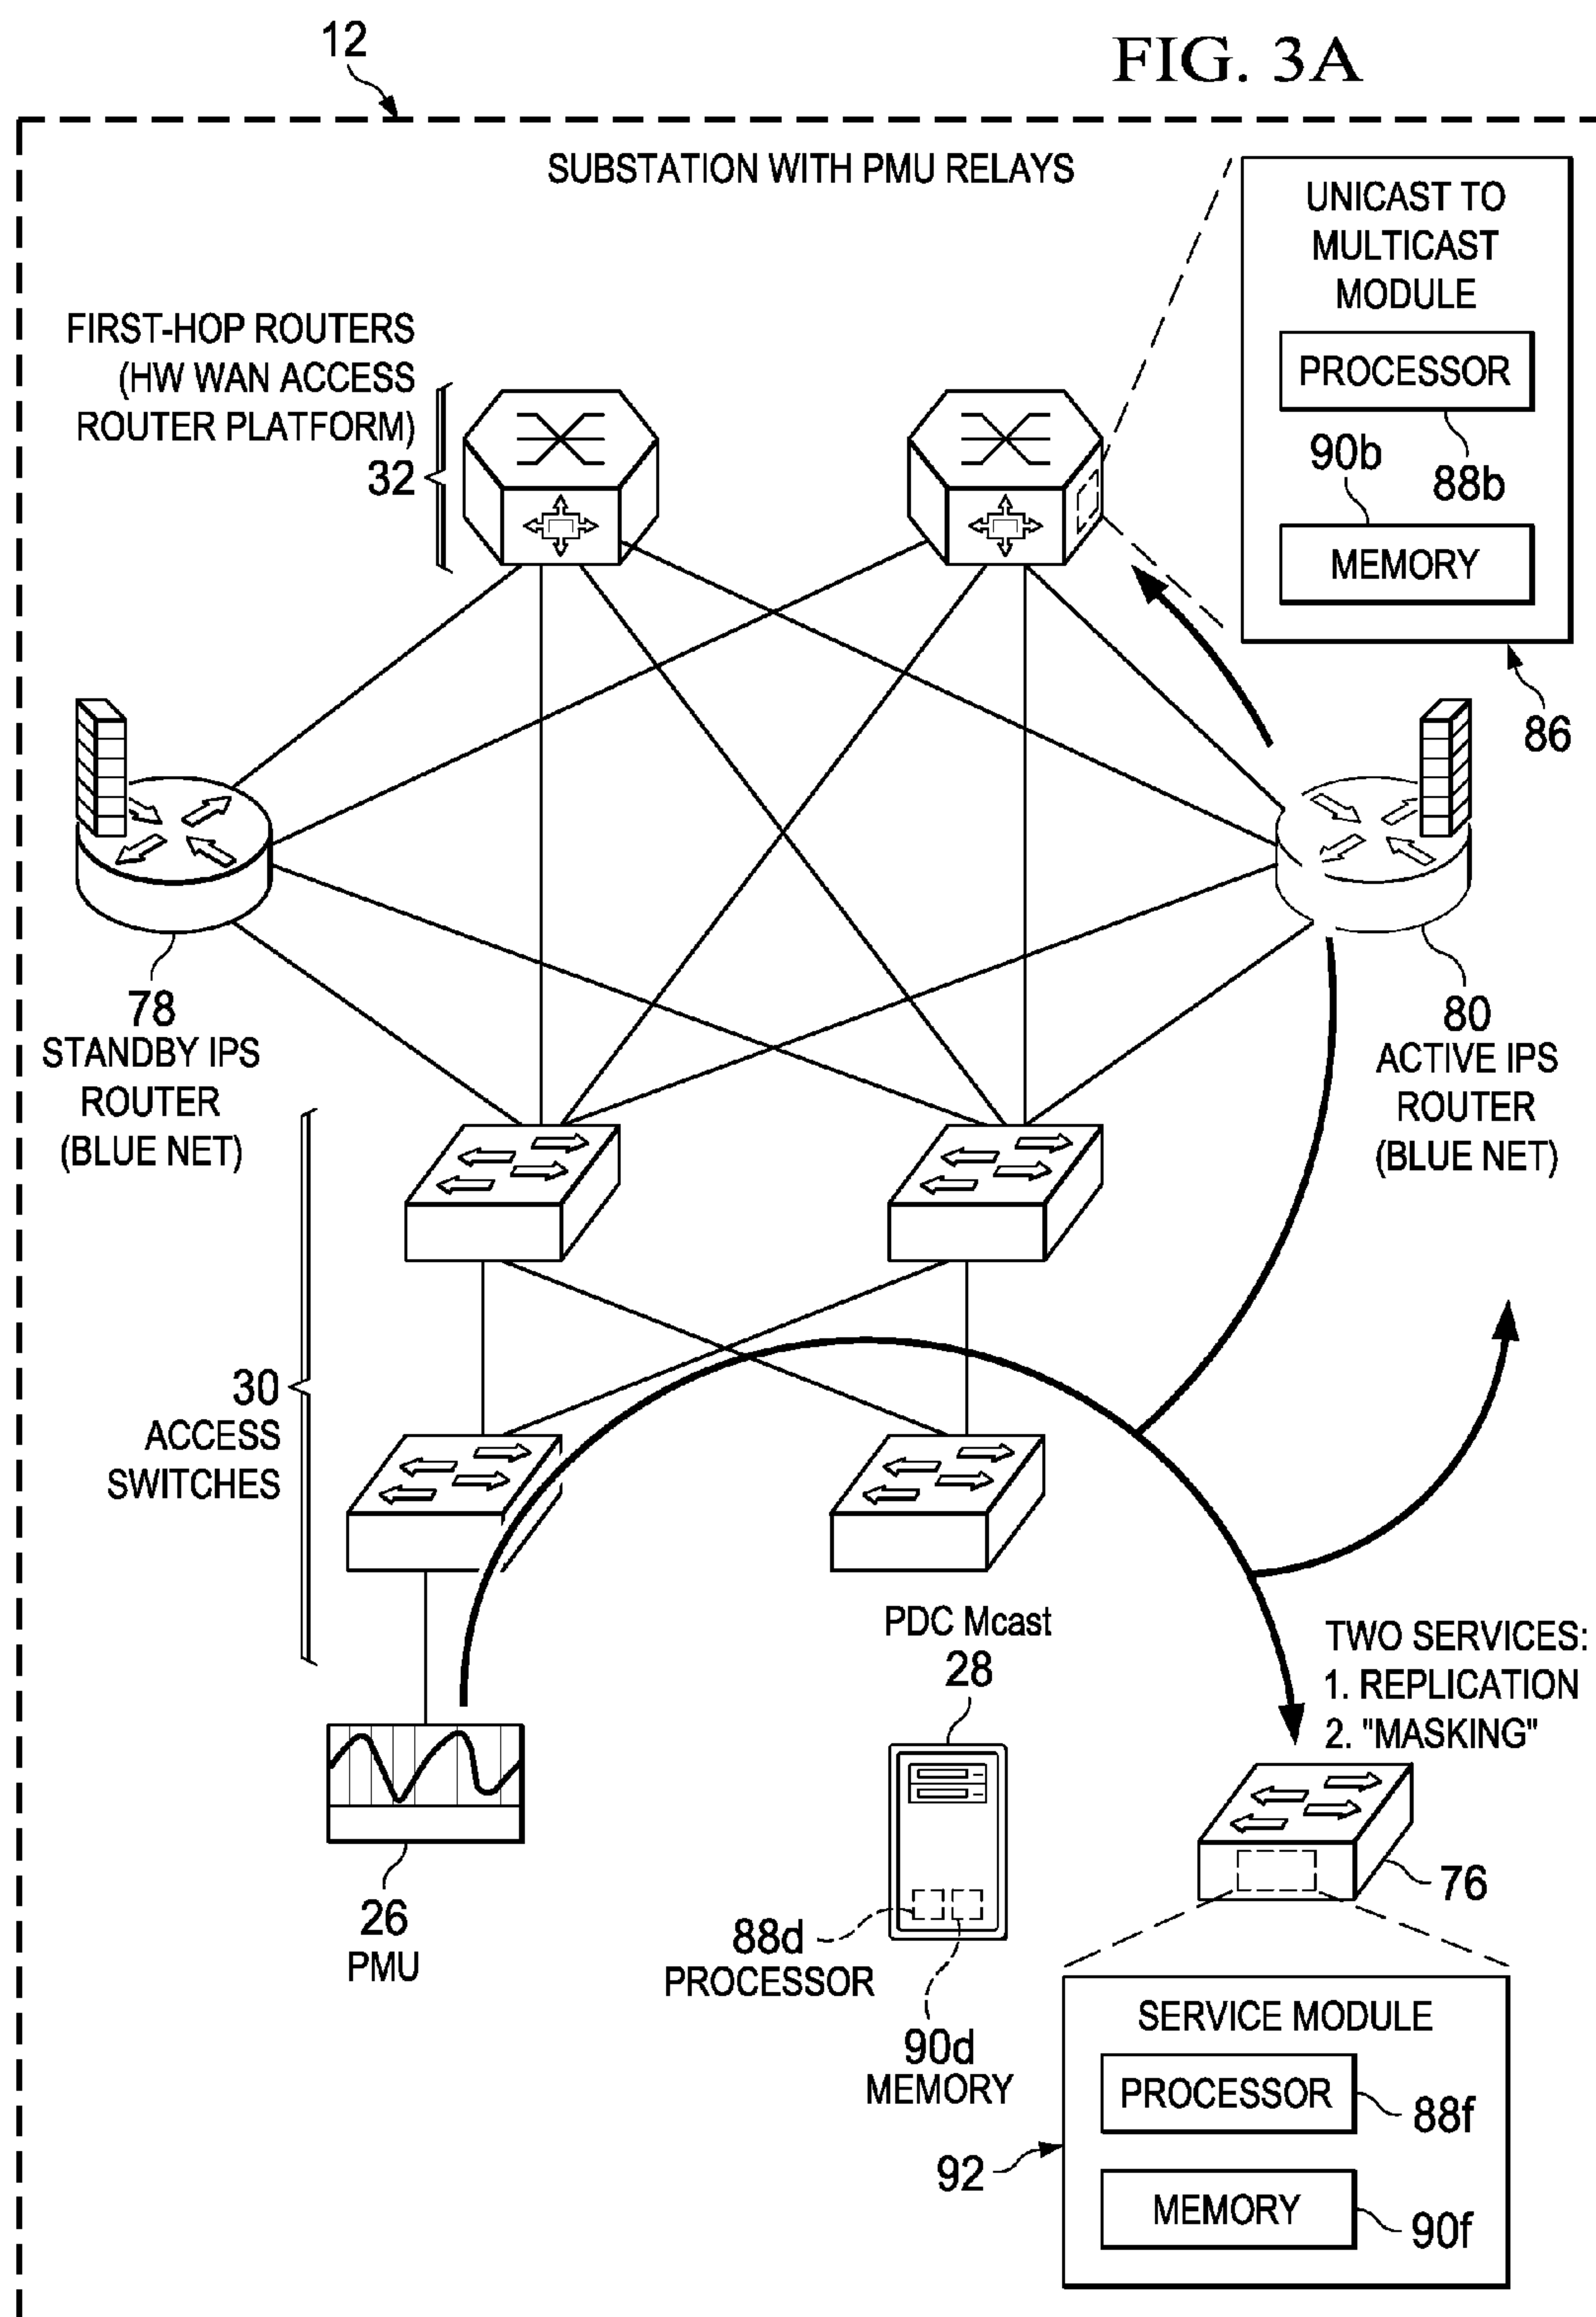 FIG. 3A
12
SUBSTATION WITH PMU RELAYS
UNICAST TO
MULTICAST
MODULE
PROCESSOR
88b
90b
MEMORY
86
FIRST-HOP ROUTERS
(HW WAN ACCESS
ROUTER PLATFORM)
32
78
STANDBY IPS
ROUTER
(BLUE NET)
80
ACTIVE IPS
ROUTER
(BLUE NET)
30
ACCESS
SWITCHES
PDC Mcast
28
TWO SERVICES:
1. REPLICATION
2. "MASKING"
26
PMU
88d
PROCESSOR
90d
MEMORY
76
SERVICE MODULE
PROCESSOR
88f
92
MEMORY
90f